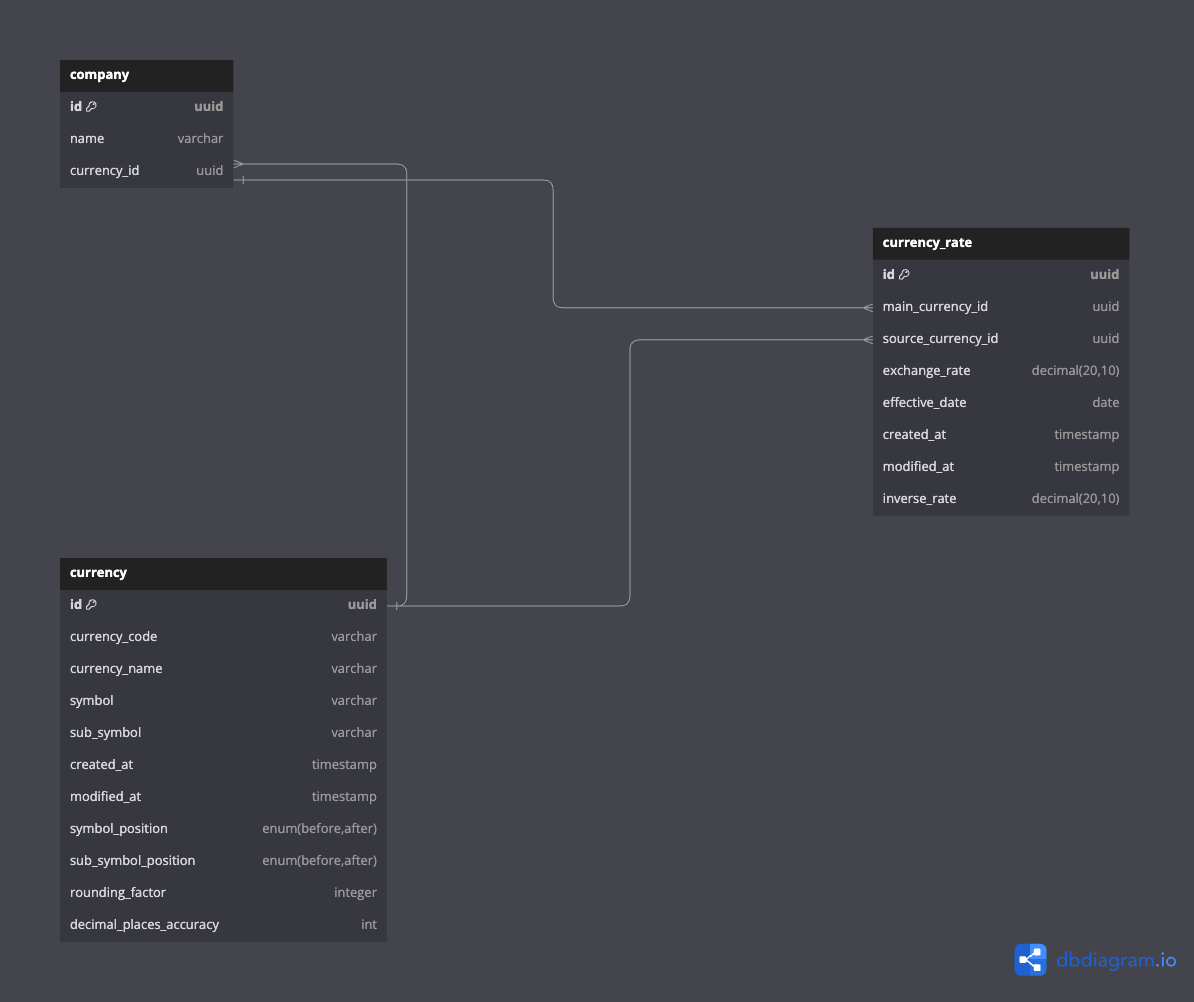 company
id uuid
name varchar
currency_id uuid
currency_rate
id uuid
main_currency_id uuid
source_currency_id uuid
exchange_rate decimal(20,10)
effective_date date
created_at timestamp
modified_at timestamp
inverse_rate decimal(20,10)
currency
id uuid
currency_code varchar
currency_name varchar
symbol varchar
sub_symbol varchar
created_at timestamp
modified_at timestamp
symbol_position enum(before,after)
sub_symbol_position enum(before,after)
rounding_factor integer
decimal_places_accuracy int
dbdiagram.io